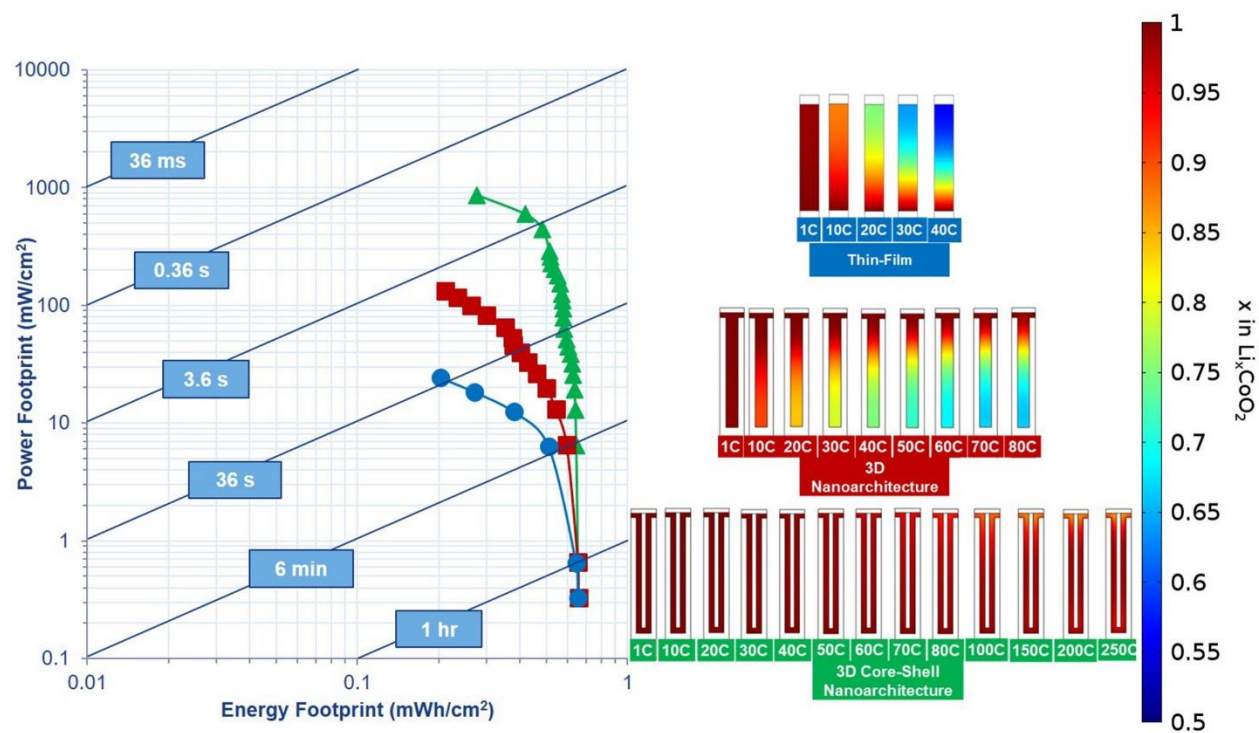 10000
1000
100
10
1
0.1
0.01
0.1
1
Power Footprint (mW/cm²)
Energy Footprint (mWh/cm²)
36 ms
0.36 s
3.6 s
36 s
6 min
1 hr
1C 10C 20C 30C 40C
Thin-Film
1C 10C 20C 30C 40C 50C 60C 70C 80C
3D
Nanoarchitecture
1C 10C 20C 30C 40C 50C 60C 70C 80C 100C 150C 200C 250C
3D Core-Shell
Nanoarchitecture
1
0.95
0.9
0.85
0.8
0.75
0.7
0.65
0.6
0.55
0.5
x in LiₓCoO₂